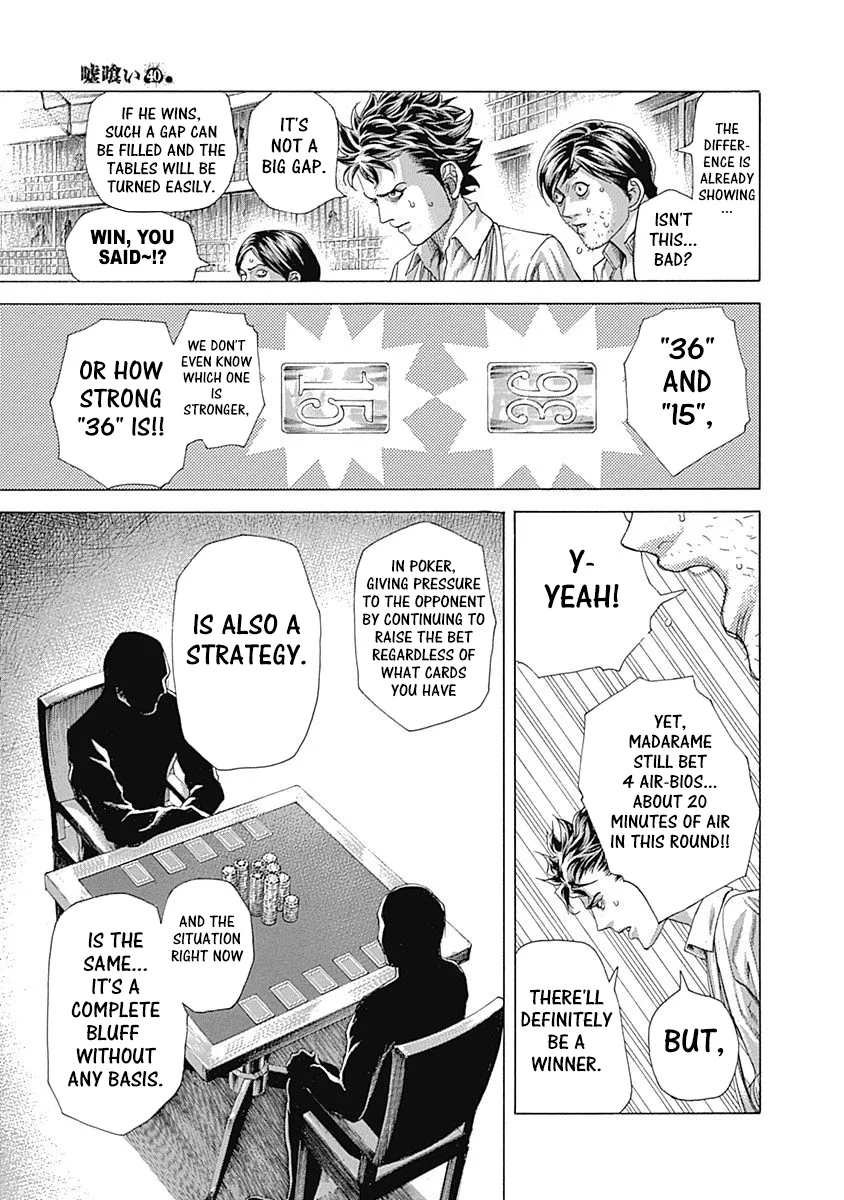 嘘喰い 40.
THE
DIFFER-
ENCE IS
ALREADY
SHOWING
...
ISN'T
THIS...
BAD?
IT'S
NOT A
BIG GAP.
IF HE WINS,
SUCH A GAP CAN
BE FILLED AND THE
TABLES WILL BE
TURNED EASILY.
WIN, YOU
SAID~!?
"36"
AND
"15",
36
15
WE DON'T
EVEN KNOW
WHICH ONE
IS
STRONGER,
OR HOW
STRONG
"36" IS!!
Y-
YEAH!
YET,
MADARAME
STILL BET
4 AIR-BIOS...
ABOUT 20
MINUTES OF AIR
IN THIS ROUND!!
BUT,
THERE'LL
DEFINITELY
BE A
WINNER.
IN POKER,
GIVING PRESSURE
TO THE OPPONENT
BY CONTINUING TO
RAISE THE BET
REGARDLESS OF
WHAT CARDS
YOU HAVE
IS ALSO A
STRATEGY.
AND THE
SITUATION
RIGHT NOW
IS THE
SAME...
IT'S A
COMPLETE
BLUFF
WITHOUT
ANY BASIS.